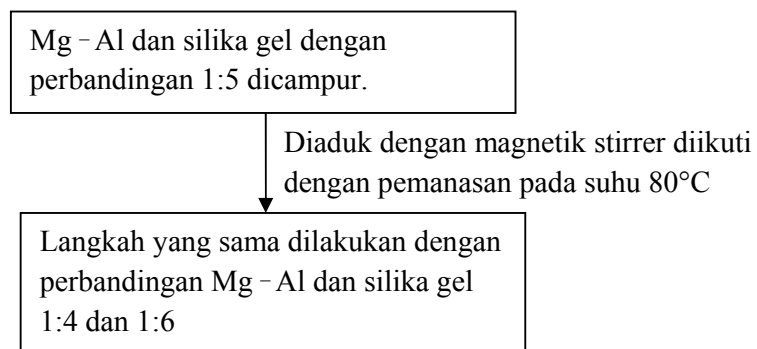 Mg – Al dan silika gel dengan
perbandingan 1:5 dicampur.
Diaduk dengan magnetik stirrer diikuti
dengan pemanasan pada suhu 80°C
Langkah yang sama dilakukan dengan
perbandingan Mg – Al dan silika gel
1:4 dan 1:6